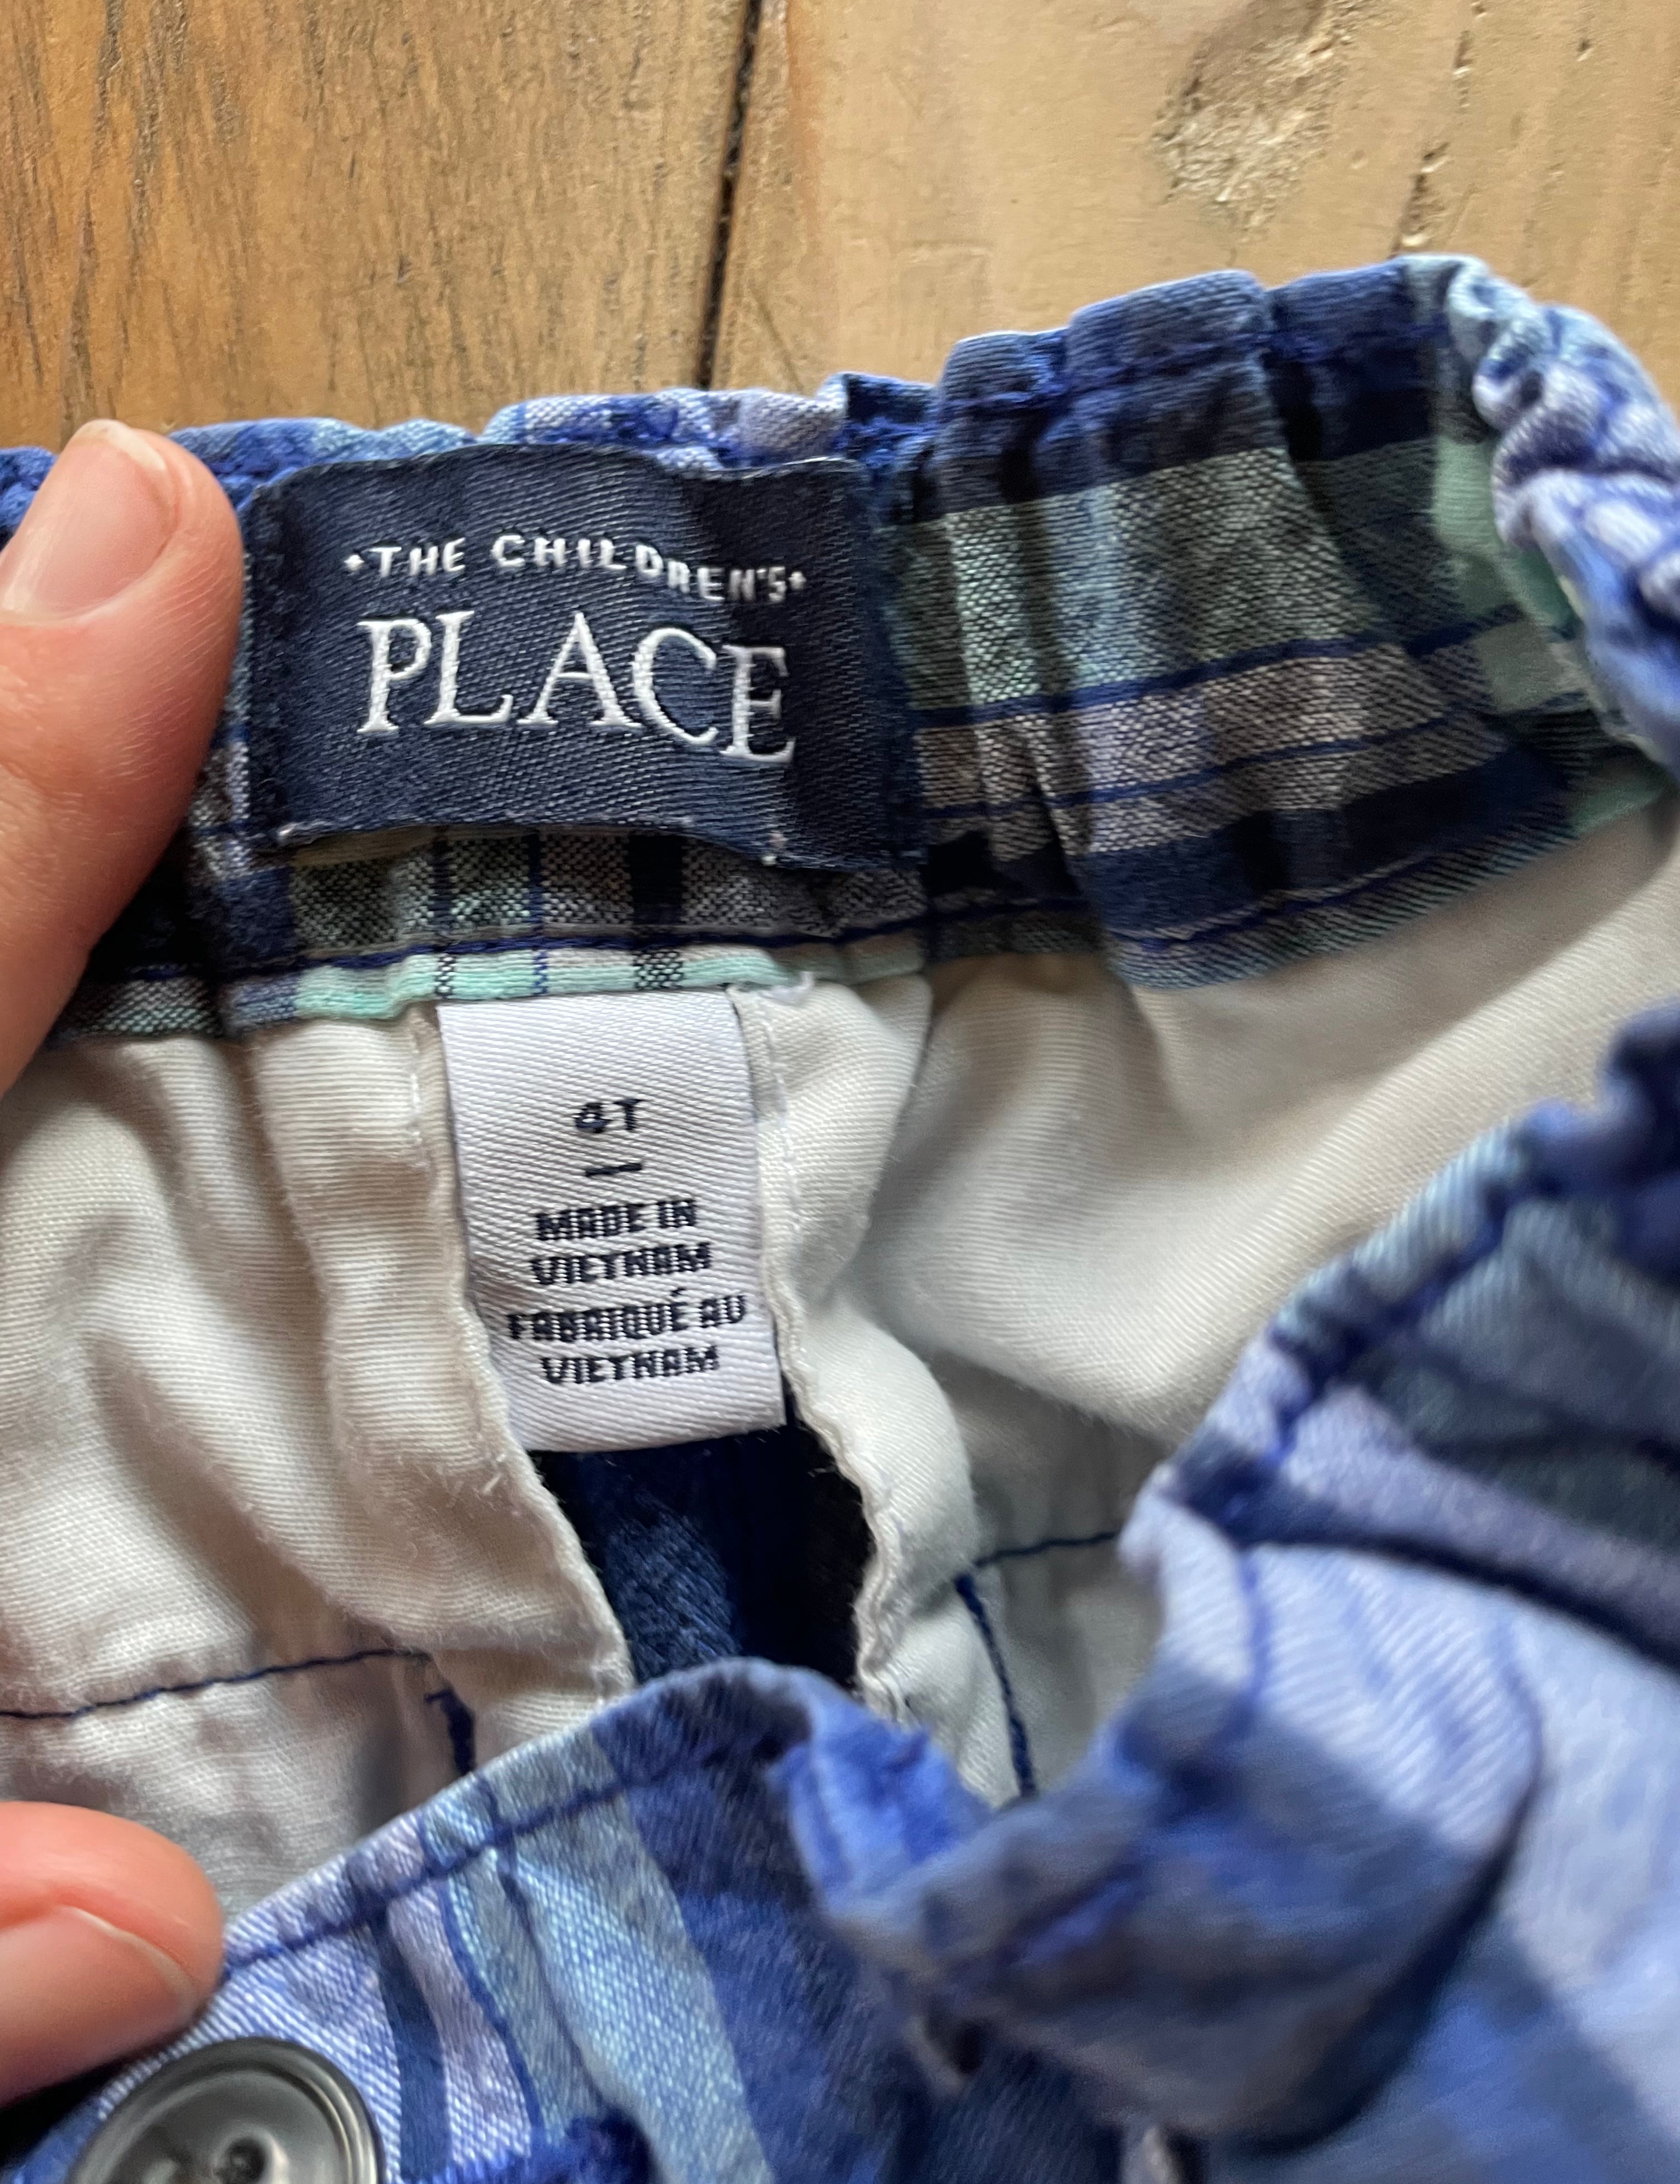 THE CHILDREN'S
PLACE
4T
MADE IN
VIETNAM
FABRIQUÉ AU
VIETNAM